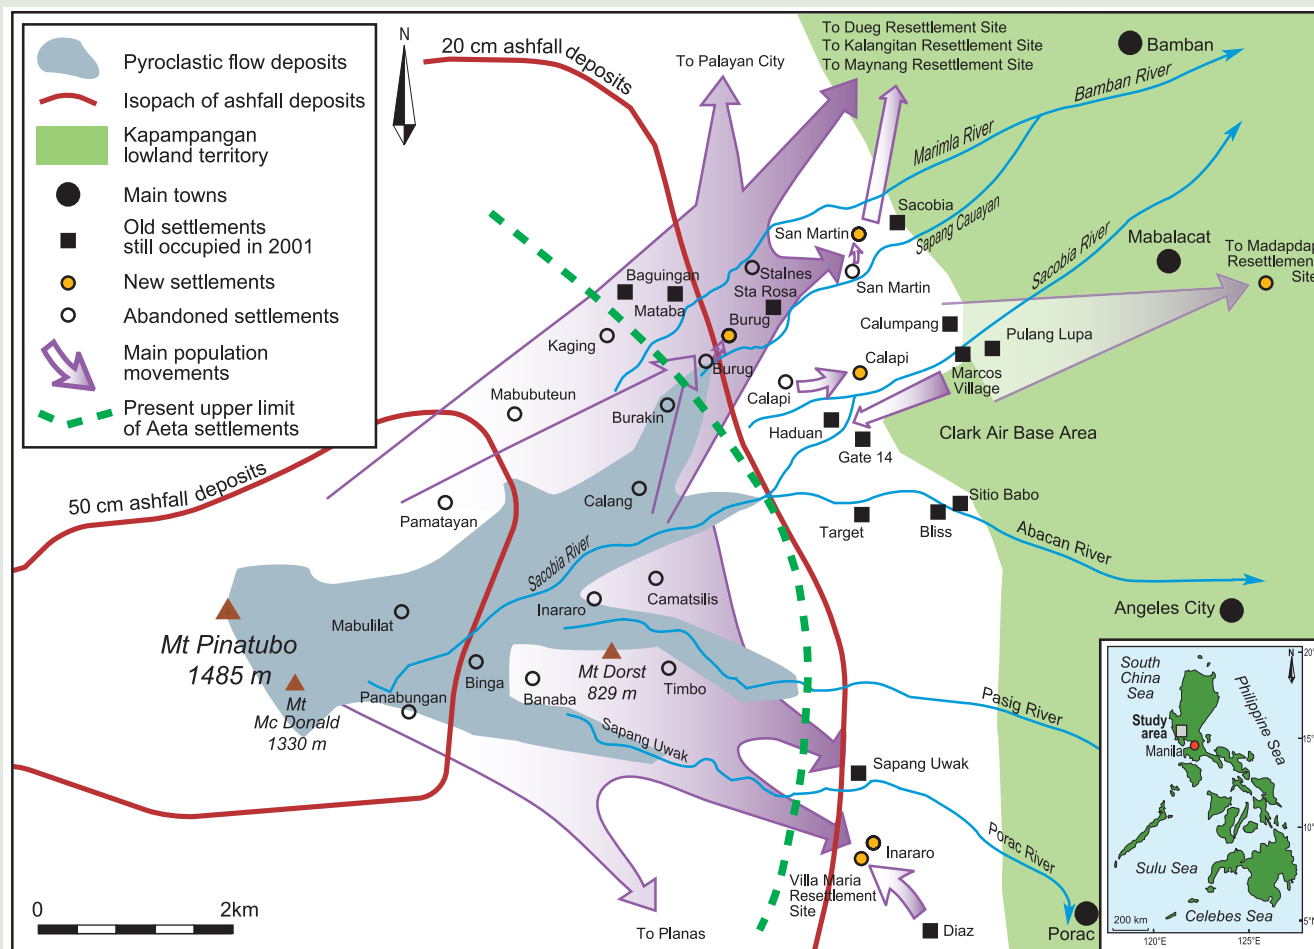 Pyroclastic flow deposits
Isopach of ashfall deposits
Kapampangan
lowland territory
Main towns
Old settlements
still occupied in 2001
New settlements
Abandoned settlements
Main population
movements
Present upper limit
of Aeta settlements
N
20 cm ashfall deposits
50 cm ashfall deposits
To Palayan City
To Dueg Resettlement Site
To Kalangitan Resettlement Site
To Maynang Resettlement Site
Bamban
Bamban River
Marimla River
Sapang Cauayan
Sacobia River
Sacobia
San Martin
San Martin
Mabalacat
To Madapdap
Resettlemen
Site
Stalnes
Sta Rosa
Baguingan
Mataba
Kaging
Burug
Burug
Calumpang
Pulang Lupa
Marcos
Village
Calapi
Calapi
Mabubuteun
Burakin
Haduan
Gate 14
Clark Air Base Area
Calang
Pamatayan
Sitio Babo
Target
Bliss
Abacan River
Sacobia River
Camatsilis
Inararo
Mabulilat
Angeles City
Mt Pinatubo
1485 m
Mt
Mc Donald
1330 m
Panabungan
Binga
Banaba
Mt Dorst
829 m
Timbo
Pasig River
Sapang Uwak
Sapang Uwak
Porac River
Inararo
Villa Maria
Resettlement
Site
Diaz
Porac
To Planas
0
2km
N
20°
South
China
Sea
Philippine Sea
Study
area
Manila
15°
10°
Sulu Sea
Celebes Sea
5°N
200 km
120°E
125°E